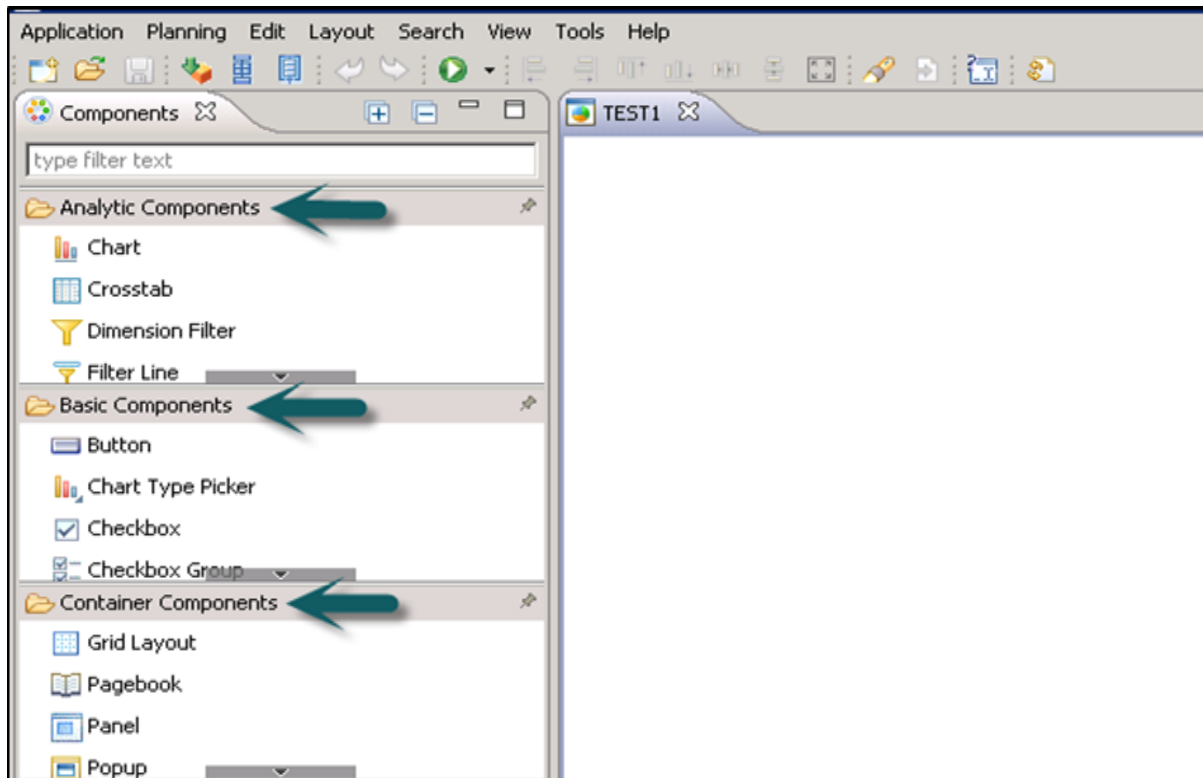 Application Planning Edit Layout Search View Tools Help
Components
TEST1
type filter text
Analytic Components
Chart
Crosstab
Dimension Filter
Filter Line
Basic Components
Button
Chart Type Picker
Checkbox
Checkbox Group
Container Components
Grid Layout
Pagebook
Panel
Popup